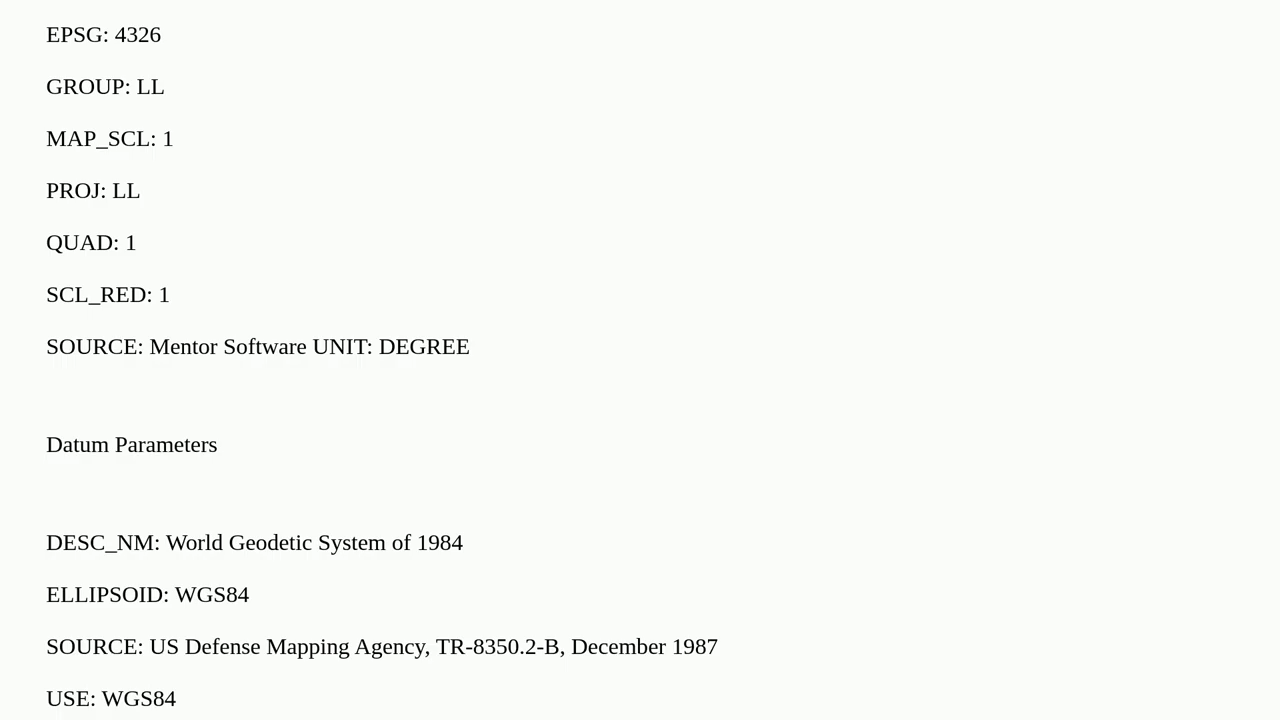 EPSG: 4326
GROUP: LL
MAP_SCL: 1
PROJ: LL
QUAD: 1
SCL_RED: 1
SOURCE: Mentor Software UNIT: DEGREE
Datum Parameters
DESC_NM: World Geodetic System of 1984
ELLIPSOID: WGS84
SOURCE: US Defense Mapping Agency, TR-8350.2-B, December 1987
USE: WGS84